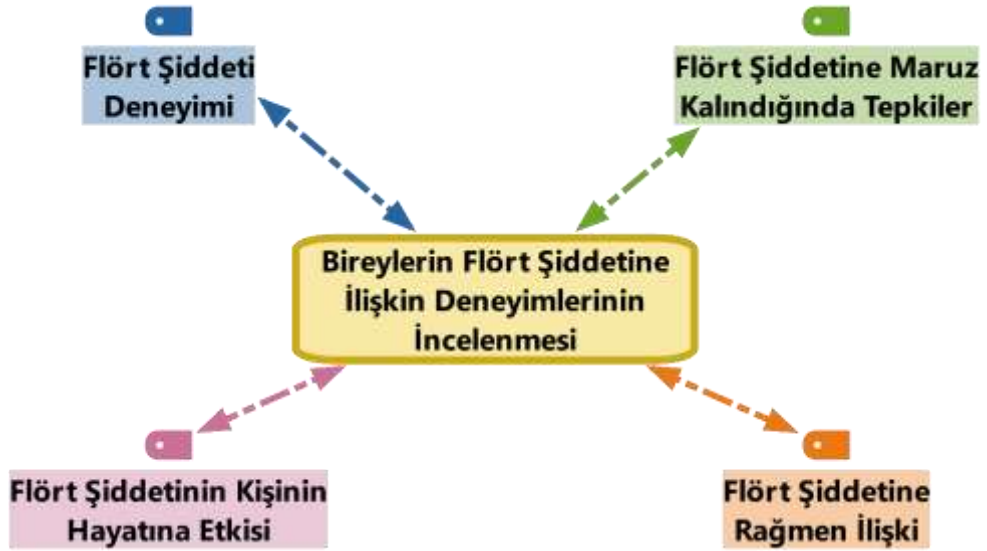 Flört Şiddeti
Deneyimi
Flört Şiddetine Maruz
Kalındığında Tepkiler
Bireylerin Flört Şiddetine
İlişkin Deneyimlerinin
İncelenmesi
Flört Şiddetinin Kişinin
Hayatına Etkisi
Flört Şiddetine
Rağmen İlişki